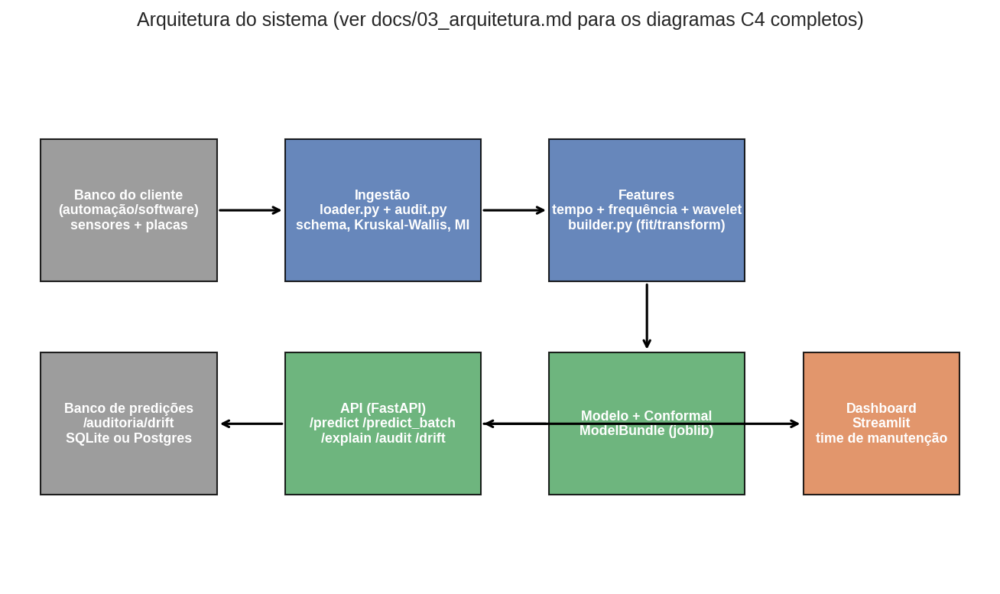 Arquitetura do sistema (ver docs/03_arquitetura.md para os diagramas C4 completos)
Banco do cliente
(automação/software)
sensores + placas
Ingestão
loader.py + audit.py
schema, Kruskal-Wallis, MI
Features
tempo + frequência + wavelet
builder.py (fit/transform)
Banco de predições
/auditoria/drift
SQLite ou Postgres
API (FastAPI)
/predict /predict_batch
/explain /audit /drift
Modelo + Conformal
ModelBundle (joblib)
Dashboard
Streamlit
time de manutenção